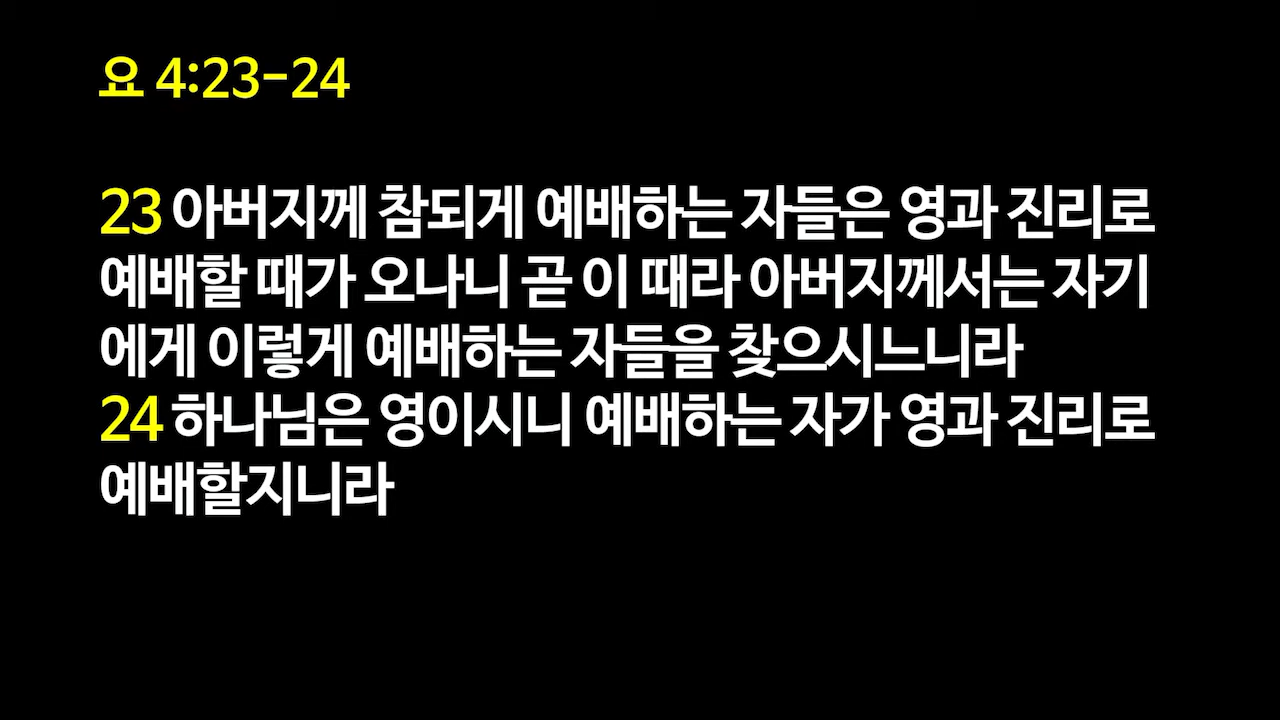 요 4:23-24
23 아버지께 참되게 예배하는 자들은 영과 진리로
예배할 때가 오나니 곧 이 때라 아버지께서는 자기
에게 이렇게 예배하는 자들을 찾으시느니라
24 하나님은 영이시니 예배하는 자가 영과 진리로
예배할지니라